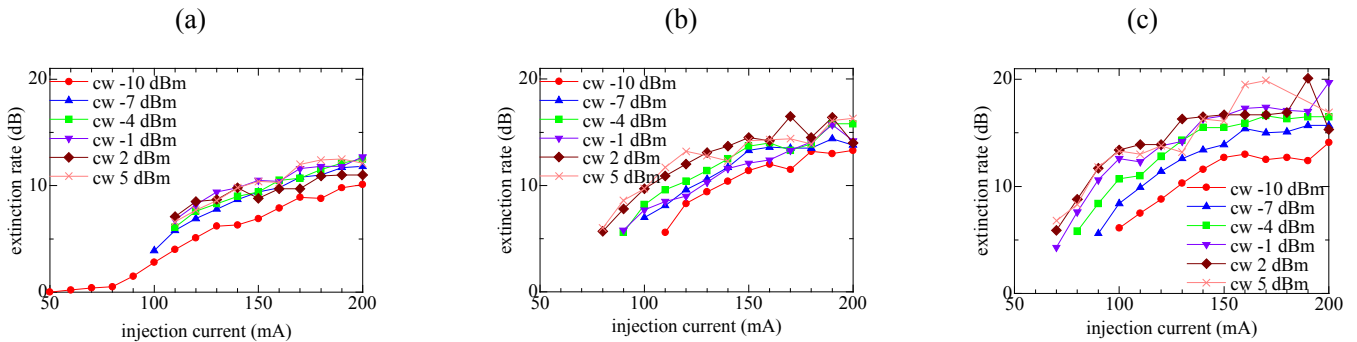 (a)
(b)
(c)
20
10
0
50
100
150
200
extinction rate (dB)
injection current (mA)
cw -10 dBm
cw -7 dBm
cw -4 dBm
cw -1 dBm
cw 2 dBm
cw 5 dBm
20
10
0
50
100
150
200
extinction rate (dB)
injection current (mA)
cw -10 dBm
cw -7 dBm
cw -4 dBm
cw -1 dBm
cw 2 dBm
cw 5 dBm
20
10
0
50
100
150
200
extinction rate (dB)
injection current (mA)
cw -10 dBm
cw -7 dBm
cw -4 dBm
cw -1 dBm
cw 2 dBm
cw 5 dBm